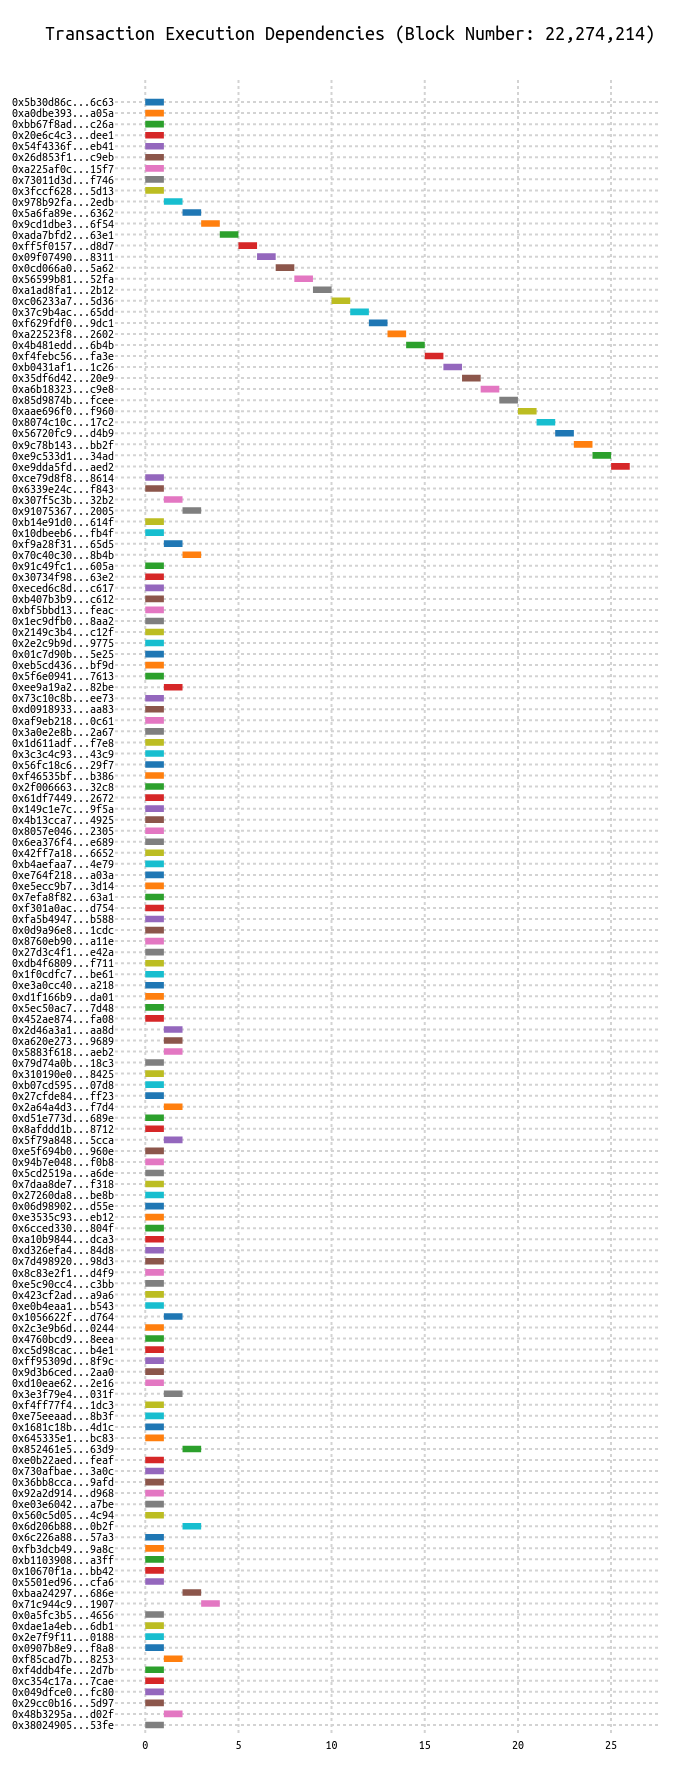 Transaction Execution Dependencies (Block Number: 22,274,214)
0x5b30d86c...6c63
0xa0dbe393...a05a
0xbb67f8ad...c26a
0x20e6c4c3...dee1
0x54f4336f...eb41
0x26d853f1...c9eb
0xa225af0c...15f7
0x73011d3d...f746
0x3fccf628...5d13
0x978b92fa...2edb
0x5a6fa89e...6362
0x9cd1dbe3...6f54
0xada7bfd2...63e1
0xff5f0157...d8d7
0x09f07490...8311
0x0cd066a0...5a62
0x56599b81...52fa
0xa1ad8fa1...2b12
0xc06233a7...5d36
0x37c9b4ac...65dd
0xf629fdf0...9dc1
0xa22523f8...2602
0x4b481edd...6b4b
0xf4febc56...fa3e
0xb0431af1...1c26
0x35df6d42...20e9
0xa6b18323...c9e8
0x85d9874b...fcee
0xaae696f0...f960
0x8074c10c...17c2
0x56720fc9...d4b9
0x9c78b143...bb2f
0xe9c533d1...34ad
0xe9dda5fd...aed2
0xce79d8f8...8614
0x6339e24c...f843
0x307f5c3b...32b2
0x91075367...2005
0xb14e91d0...614f
0x10dbeeb6...fb4f
0xf9a28f31...65d5
0x70c40c30...8b4b
0x91c49fc1...605a
0x30734f98...63e2
0xeced6c8d...c617
0xb407b3b9...c612
0xbf5bbd13...feac
0x1ec9dfb0...8aa2
0x2149c3b4...c12f
0x2e2c9b9d...9775
0x01c7d90b...5e25
0xeb5cd436...bf9d
0x5f6e0941...7613
0xee9a19a2...82be
0x73c10c8b...ee73
0xd0918933...aa83
0xaf9eb218...0c61
0x3a0e2e8b...2a67
0x1d611adf...f7e8
0x3c3c4c93...43c9
0x56fc18c6...29f7
0xf46535bf...b386
0x2f006663...32c8
0x61df7449...2672
0x149c1e7c...9f5a
0x4b13cca7...4925
0x8057e046...2305
0x6ea376f4...e689
0x42ff7a18...6652
0xb4aefaa7...4e79
0xe764f218...a03a
0xe5ecc9b7...3d14
0x7efa8f82...63a1
0xf301a0ac...d754
0xfa5b4947...b588
0x0d9a96e8...1cdc
0x8760eb90...a11e
0x27d3c4f1...e42a
0xdb4f6809...f711
0x1f0cdfc7...be61
0xe3a0cc40...a218
0xd1f166b9...da01
0x5ec50ac7...7d48
0x452ae874...fa08
0x2d46a3a1...aa8d
0xa620e273...9689
0x5883f618...aeb2
0x79d74a0b...18c3
0x310190e0...8425
0xb07cd595...07d8
0x27cfde84...ff23
0x2a64a4d3...f7d4
0xd51e773d...689e
0x8afddd1b...8712
0x5f79a848...5cca
0xe5f694b0...960e
0x94b7e048...f0b8
0x5cd2519a...a6de
0x7daa8de7...f318
0x27260da8...be8b
0x06d98902...d55e
0xe3535c93...eb12
0x6cced330...804f
0xa10b9844...dca3
0xd326efa4...84d8
0x7d498920...98d3
0x8c83e2f1...d4f9
0xe5c90cc4...c3bb
0x423cf2ad...a9a6
0xe0b4eaa1...b543
0x1056622f...d764
0x2c3e9b6d...0244
0x4760bcd9...8eea
0xc5d98cac...b4e1
0xff95309d...8f9c
0x9d3b6ced...2aa0
0xd10eae62...2e16
0x3e3f79e4...031f
0xf4ff77f4...1dc3
0xe75eeaad...8b3f
0x1681c18b...4d1c
0x645335e1...bc83
0x852461e5...63d9
0xe0b22aed...feaf
0x730afbae...3a0c
0x36bb8cca...9afd
0x92a2d914...d968
0xe03e6042...a7be
0x560c5d05...4c94
0x6d206b88...0b2f
0x6c226a88...57a3
0xfb3dcb49...9a8c
0xb1103908...a3ff
0x10670f1a...bb42
0x5501ed96...cfa6
0xbaa24297...686e
0x71c944c9...1907
0x0a5fc3b5...4656
0xdae1a4eb...6db1
0x2e7f9f11...0188
0x0907b8e9...f8a8
0xf85cad7b...8253
0xf4ddb4fe...2d7b
0xc354c17a...7cae
0x049dfce0...fc80
0x29cc0b16...5d97
0x48b3295a...d02f
0x38024905...53fe
0 5 10 15 20 25